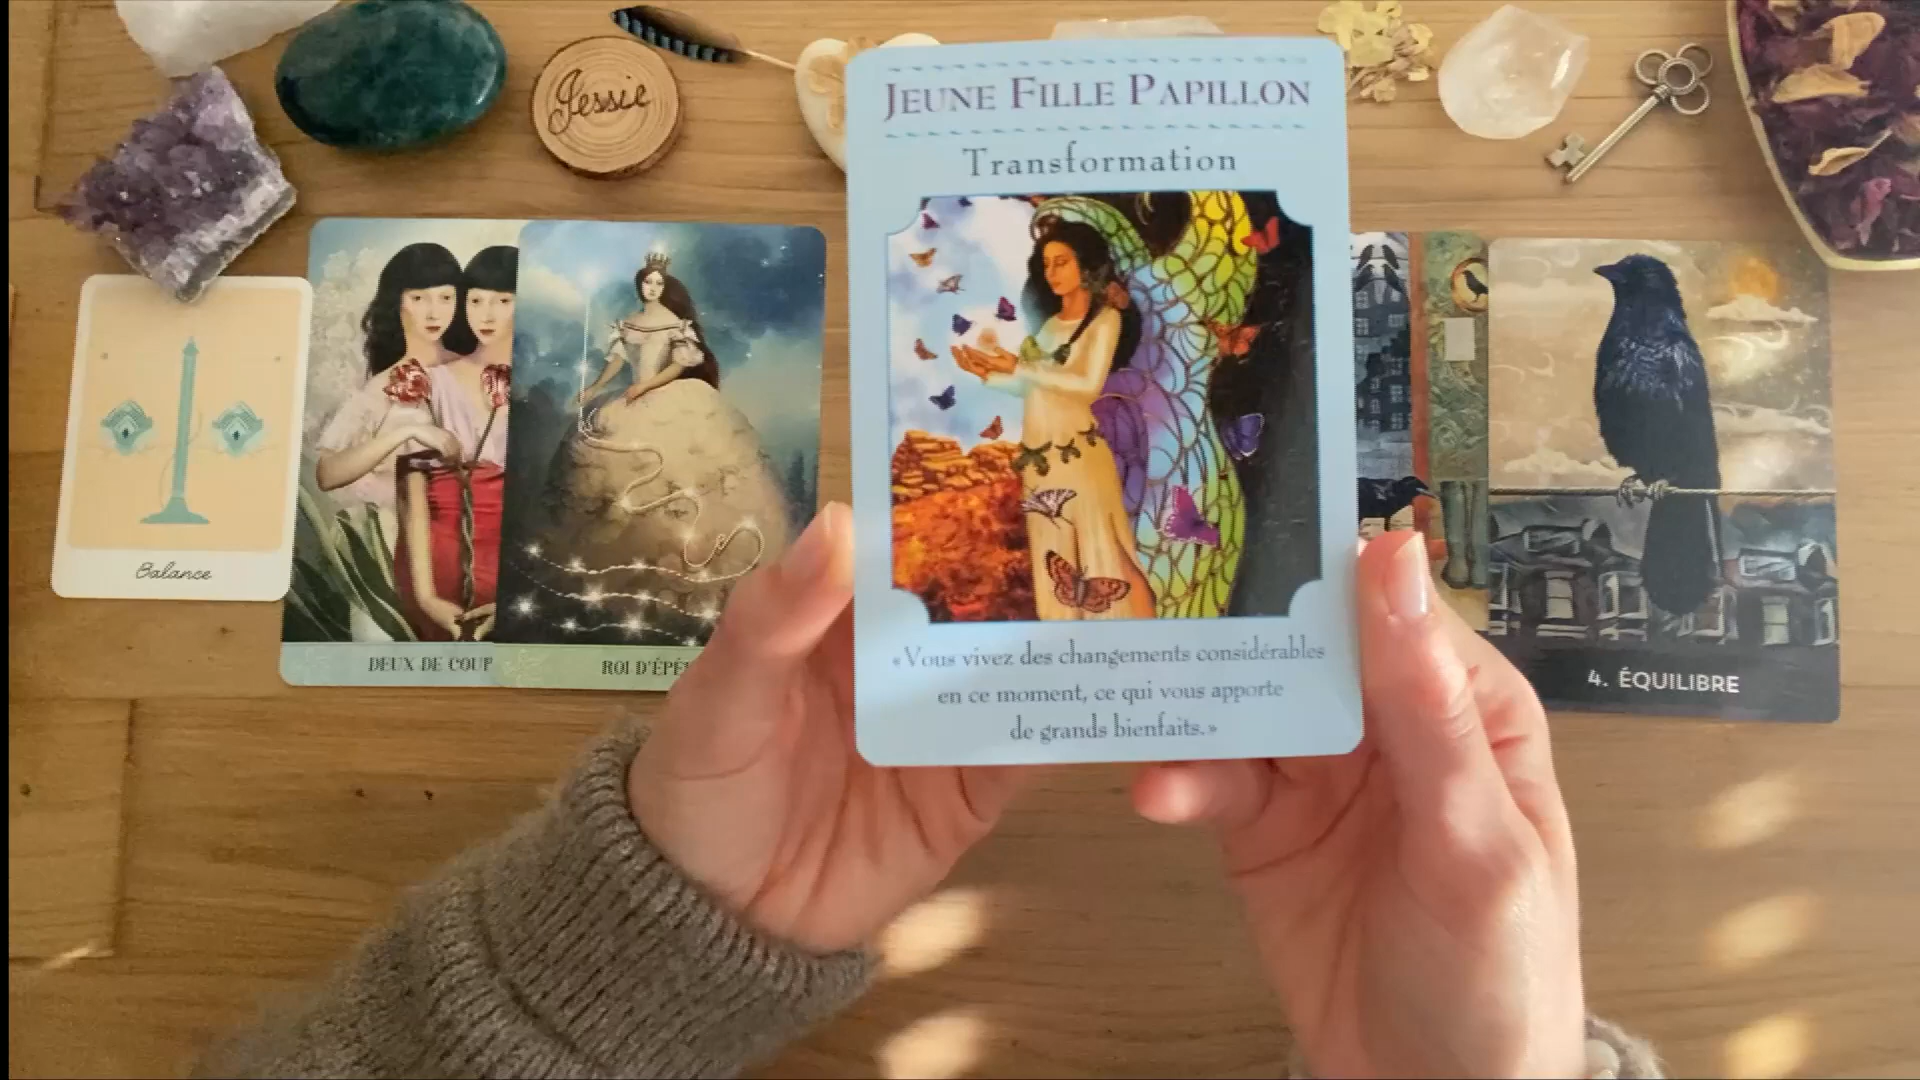 Jessie
JEUNE FILLE PAPILLON
Transformation
«Vous vivez des changements considérables
en ce moment, ce qui vous apporte
de grands bienfaits.»
Balance
DEUX DE COUP
ROI D'ÉPÉ
4. ÉQUILIBRE